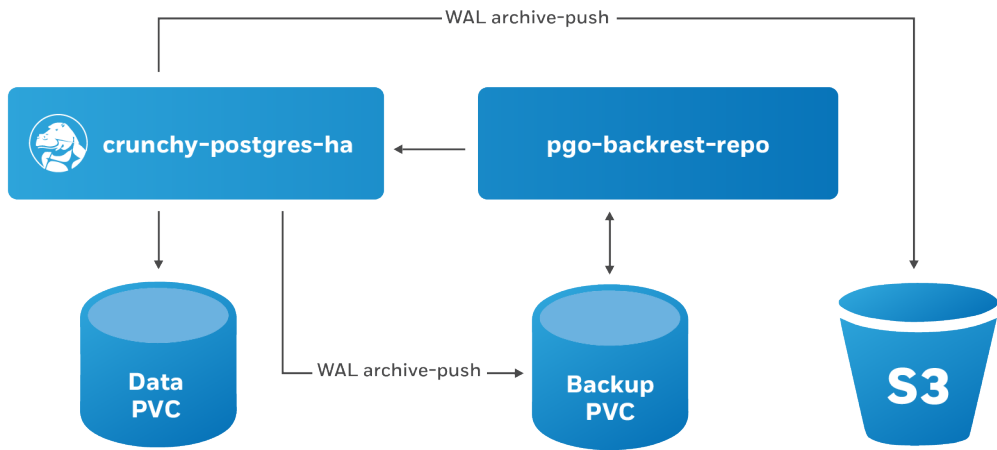 WAL archive-push
crunchy-postgres-ha
pgo-backrest-repo
WAL archive-push
Data
PVC
Backup
PVC
S3